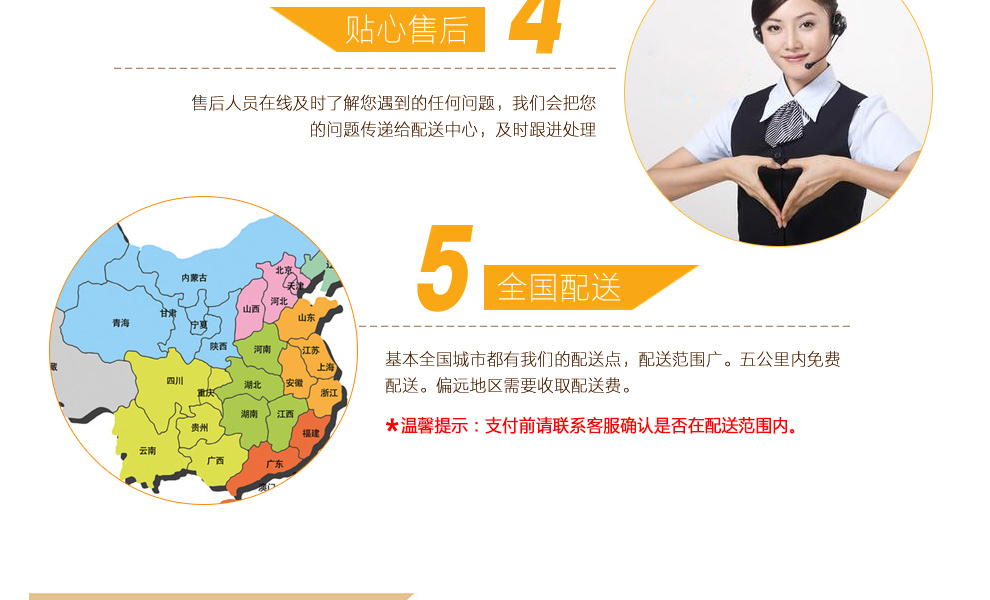 贴心售后 4
售后人员在线及时了解您遇到的任何问题，我们会把您
的问题传递给配送中心，及时跟进处理
5 全国配送
基本全国城市都有我们的配送点，配送范围广。五公里内免费
配送。偏远地区需要收取配送费。
*温馨提示：支付前请联系客服确认是否在配送范围内。
内蒙古
北京
天津
河北
山西
山东
甘肃
宁夏
青海
陕西
河南
江苏
上海
藏
四川
重庆
湖北
安徽
浙江
湖南
江西
贵州
福建
云南
广西
广东
澳门